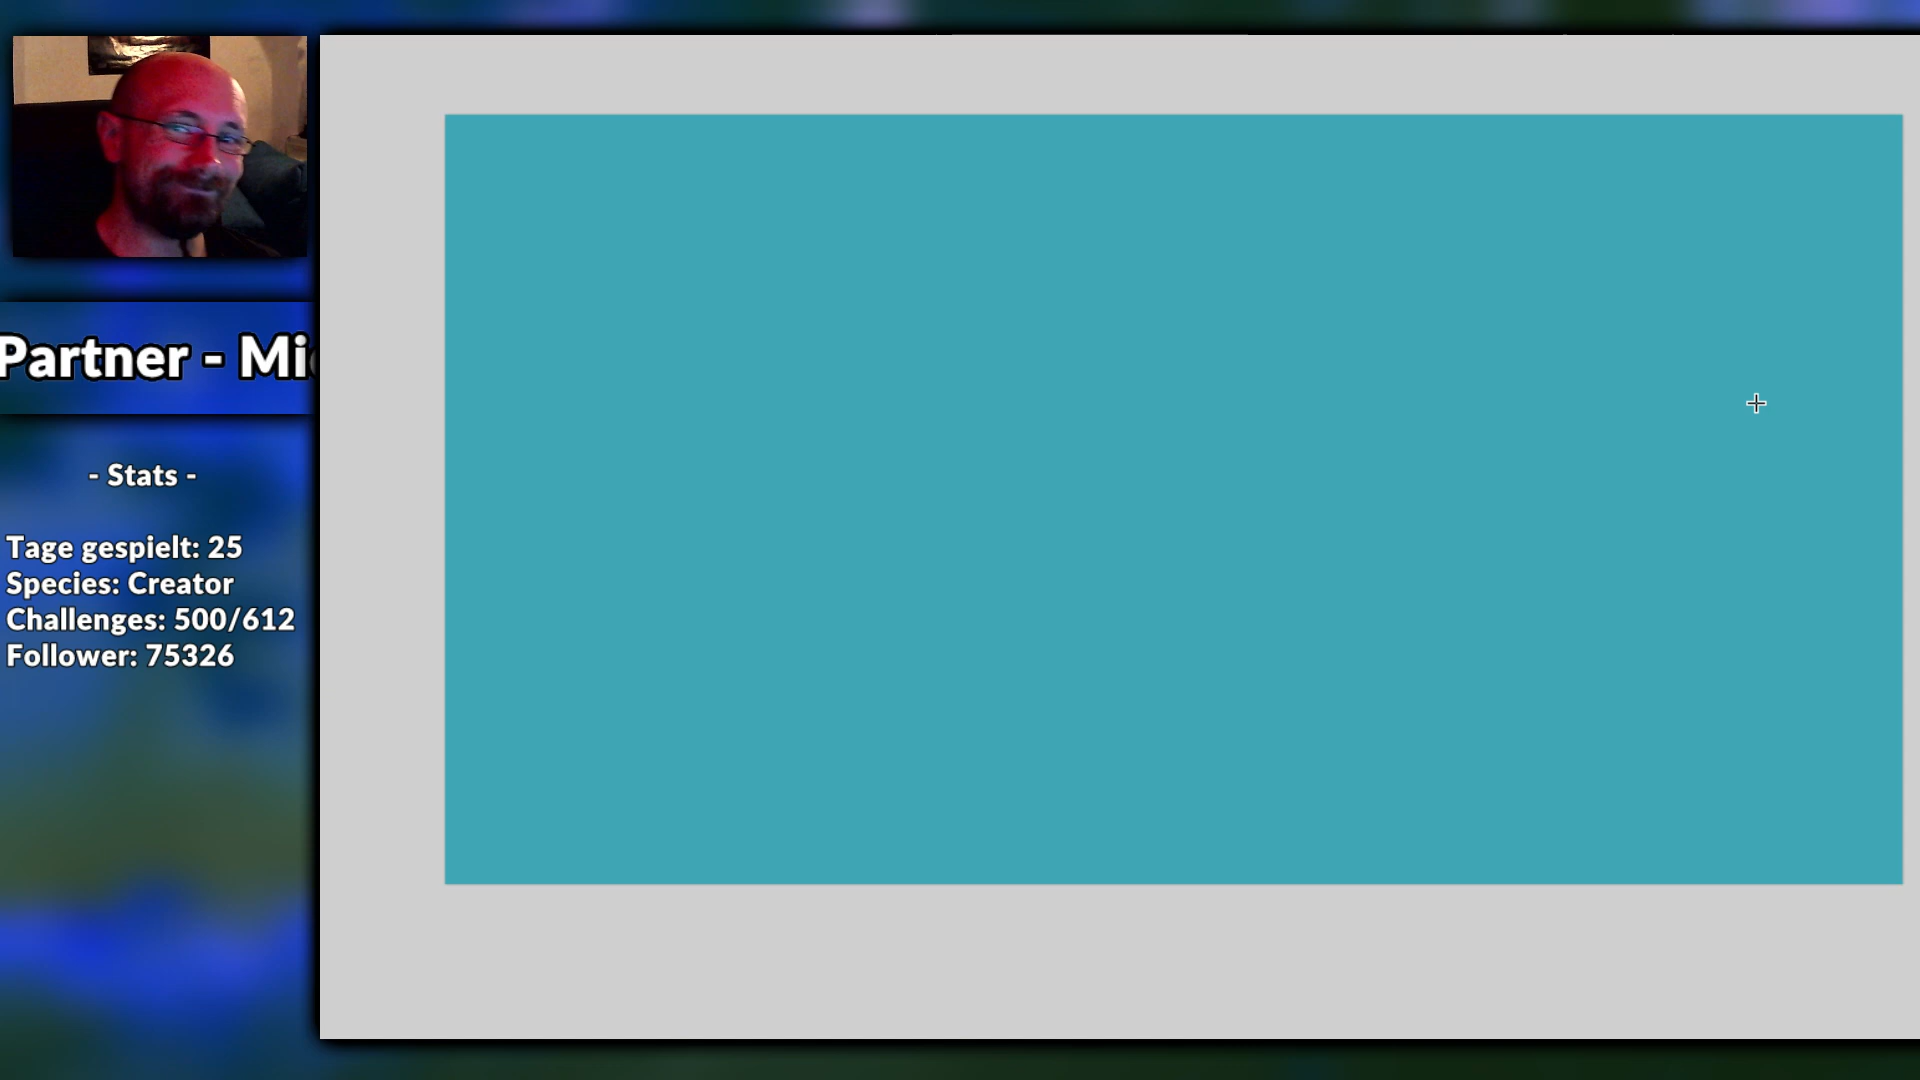 Partner - Mi
- Stats -
Tage gespielt: 25
Species: Creator
Challenges: 500/612
Follower: 75326